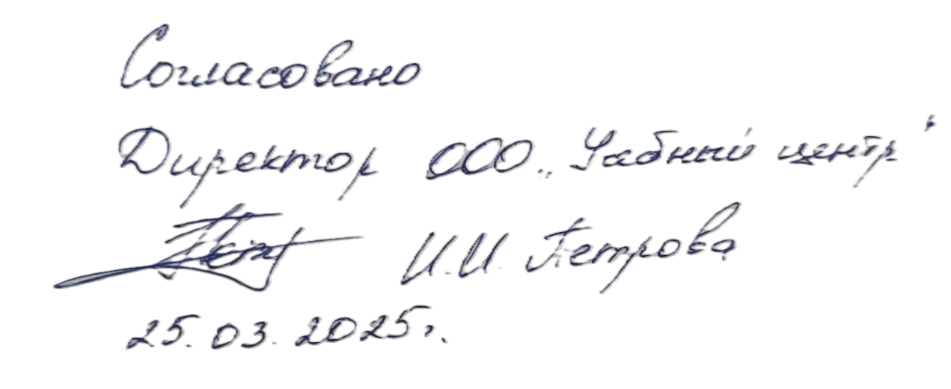 Согласовано
Директор ООО „Учебный центр"
И.И. Петрова
25.03.2025г.